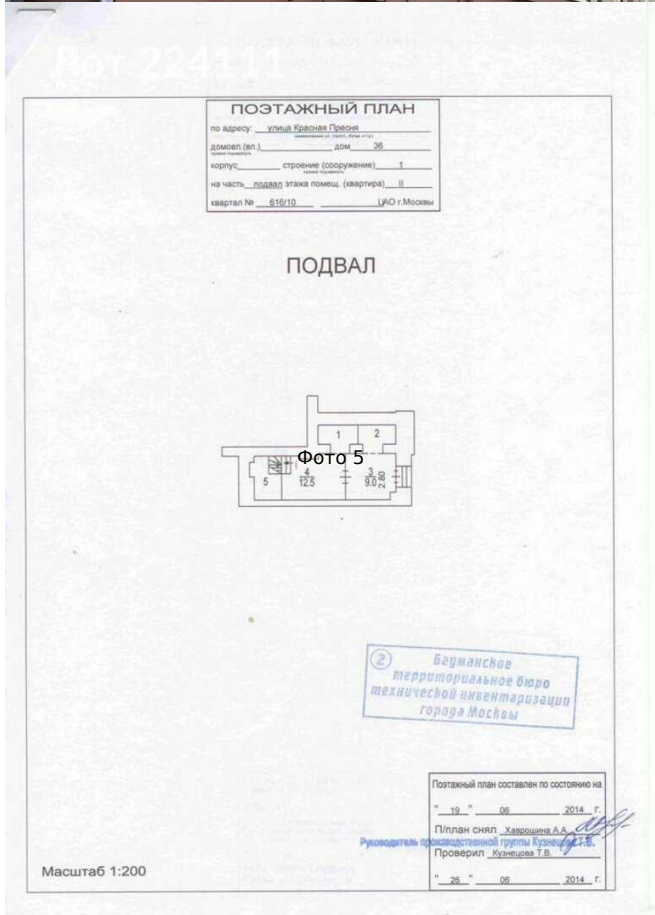 Лот 224111
ПОЭТАЖНЫЙ ПЛАН
по адресу: улица Красная Пресня
домовл.(вл.) дом 36
корпус строение (сооружение) 1
на часть подвал этажа помещ. (квартира) II
квартал № 616/10 ЦАО г.Москвы
ПОДВАЛ
1 2
Фото 5
5 4 12.5 3 9.0 2.80
2
Бауманское
территориальное бюро
технической инвентаризации
города Москвы
Поэтажный план составлен по состоянию на
" 19 " 06 2014 г.
П/план снял Хаврошина А.А.
Руководитель производственной группы Кузнецова Т.В.
Проверил Кузнецова Т.В.
" 26 " 06 2014 г.
Масштаб 1:200